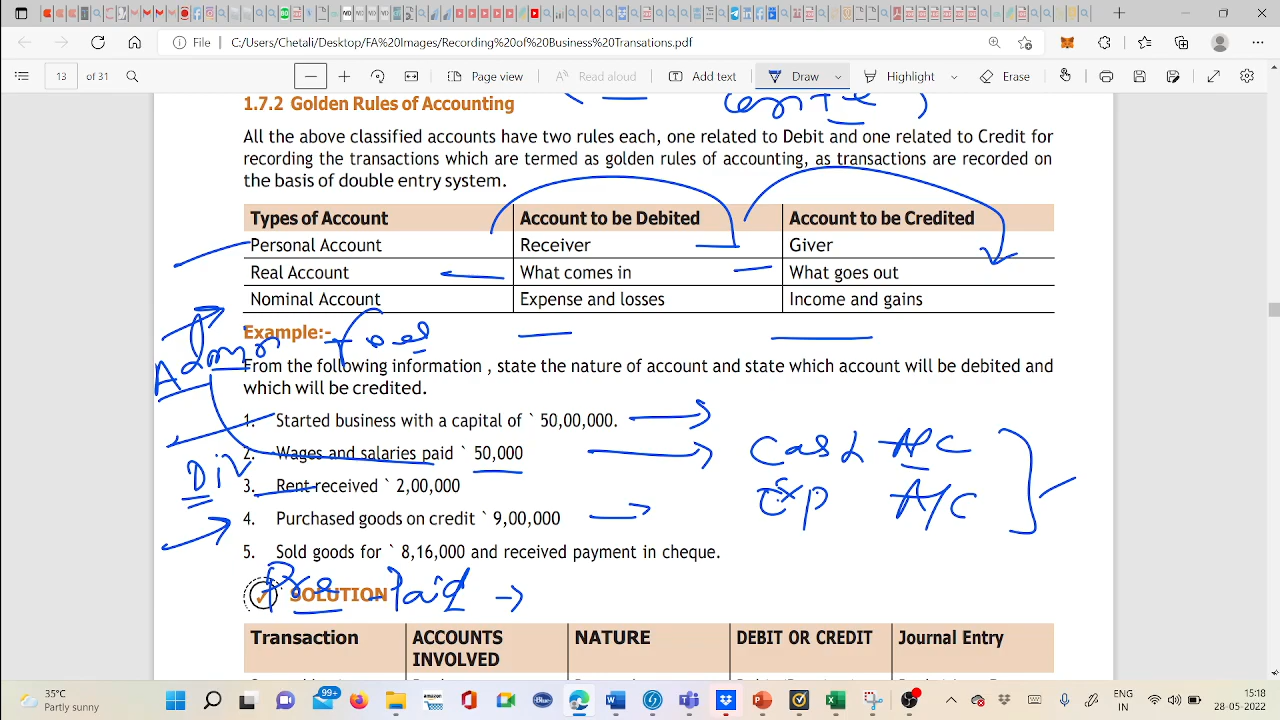 File | C:/Users/Chetali/Desktop/FA%20Images/Recording%20of%20Business%20Transations.pdf
13 of 31 Page view Read aloud Add text Draw Highlight Erase
1.7.2 Golden Rules of Accounting
All the above classified accounts have two rules each, one related to Debit and one related to Credit for
recording the transactions which are termed as golden rules of accounting, as transactions are recorded on
the basis of double entry system.
Types of Account Account to be Debited Account to be Credited
Personal Account Receiver Giver
Real Account What comes in What goes out
Nominal Account Expense and losses Income and gains
Example:-
From the following information , state the nature of account and state which account will be debited and
which will be credited.
1. Started business with a capital of ` 50,00,000.
2. Wages and salaries paid ` 50,000
Cash A/C
3. Rent received ` 2,00,000
Div
Exp A/C
4. Purchased goods on credit ` 9,00,000
5. Sold goods for ` 8,16,000 and received payment in cheque.
SOLUTION
Pre-Paid
Transaction ACCOUNTS INVOLVED NATURE DEBIT OR CREDIT Journal Entry
35°C
Partly sunny
99+
ENG
IN
15:18
28-05-2022